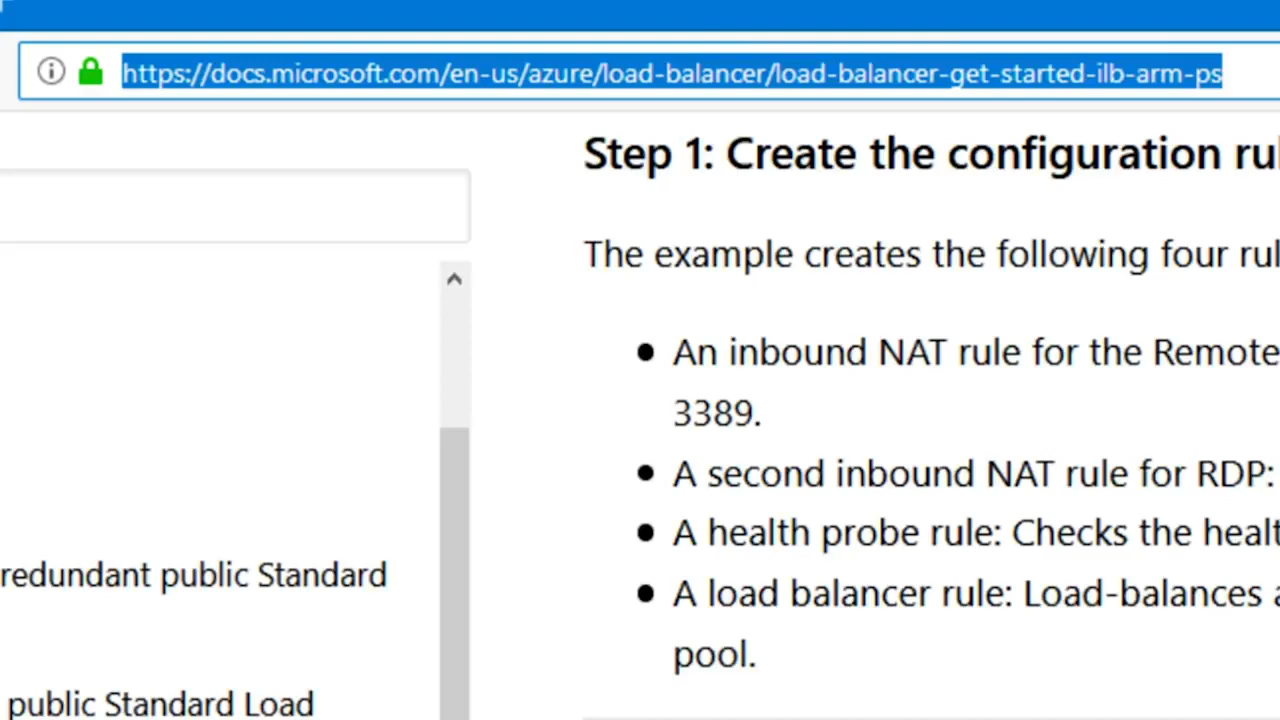 https://docs.microsoft.com/en-us/azure/load-balancer/load-balancer-get-started-ilb-arm-ps
Step 1: Create the configuration
The example creates the following four
• An inbound NAT rule for the Remote
3389.
• A second inbound NAT rule for RDP:
• A health probe rule: Checks the
• A load balancer rule: Load-balances
pool.
redundant public Standard
public Standard Load